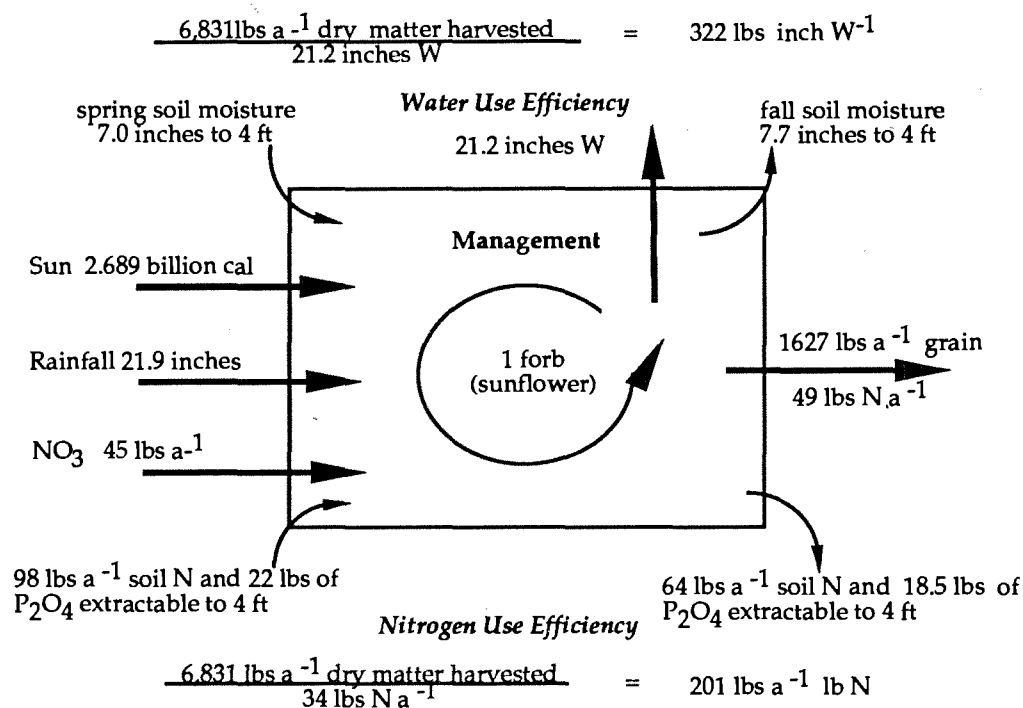 6,831lbs a -1 dry matter harvested
21.2 inches W
= 322 lbs inch W-1
Water Use Efficiency
21.2 inches W
spring soil moisture
7.0 inches to 4 ft
fall soil moisture
7.7 inches to 4 ft
Management
Sun 2.689 billion cal
Rainfall 21.9 inches
NO3 45 lbs a-1
1 forb
(sunflower)
1627 lbs a -1 grain
49 lbs N a -1
98 lbs a -1 soil N and 22 lbs of
P2O4 extractable to 4 ft
64 lbs a -1 soil N and 18.5 lbs of
P2O4 extractable to 4 ft
Nitrogen Use Efficiency
6,831 lbs a -1 dry matter harvested
34 lbs N a -1
= 201 lbs a-1 lb N